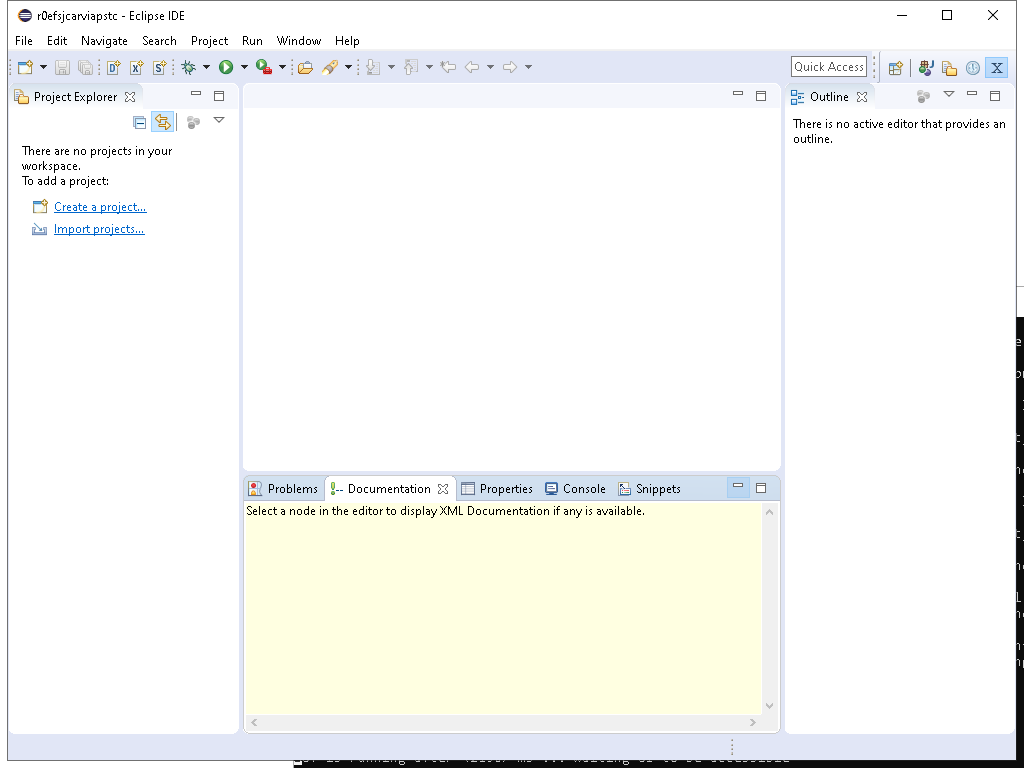 r0efsjcarviapstc - Eclipse IDE
File Edit Navigate Search Project Run Window Help
Quick Access
Project Explorer
Outline
There are no projects in your
workspace.
To add a project:
Create a project...
Import projects...
There is no active editor that provides an
outline.
Problems Documentation Properties Console Snippets
Select a node in the editor to display XML Documentation if any is available.